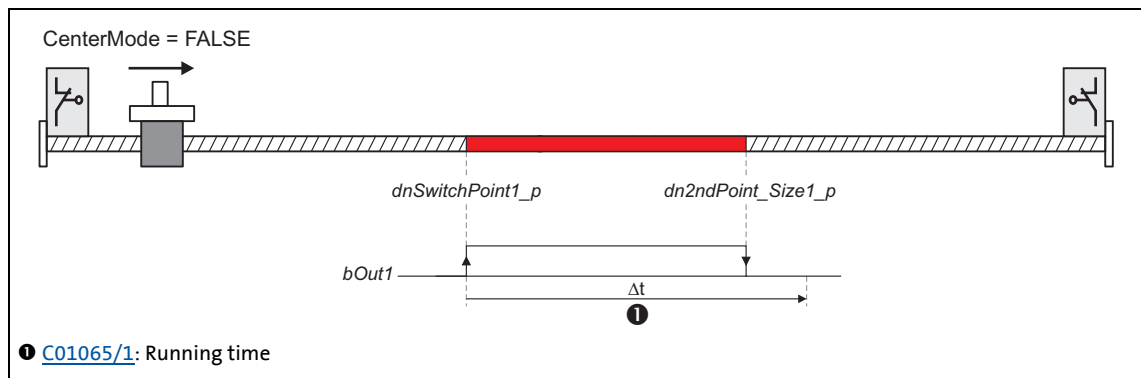 CenterMode = FALSE
dnSwitchPoint1_p
dn2ndPoint_Size1_p
bOut1
Δt
❶
❶ C01065/1: Running time